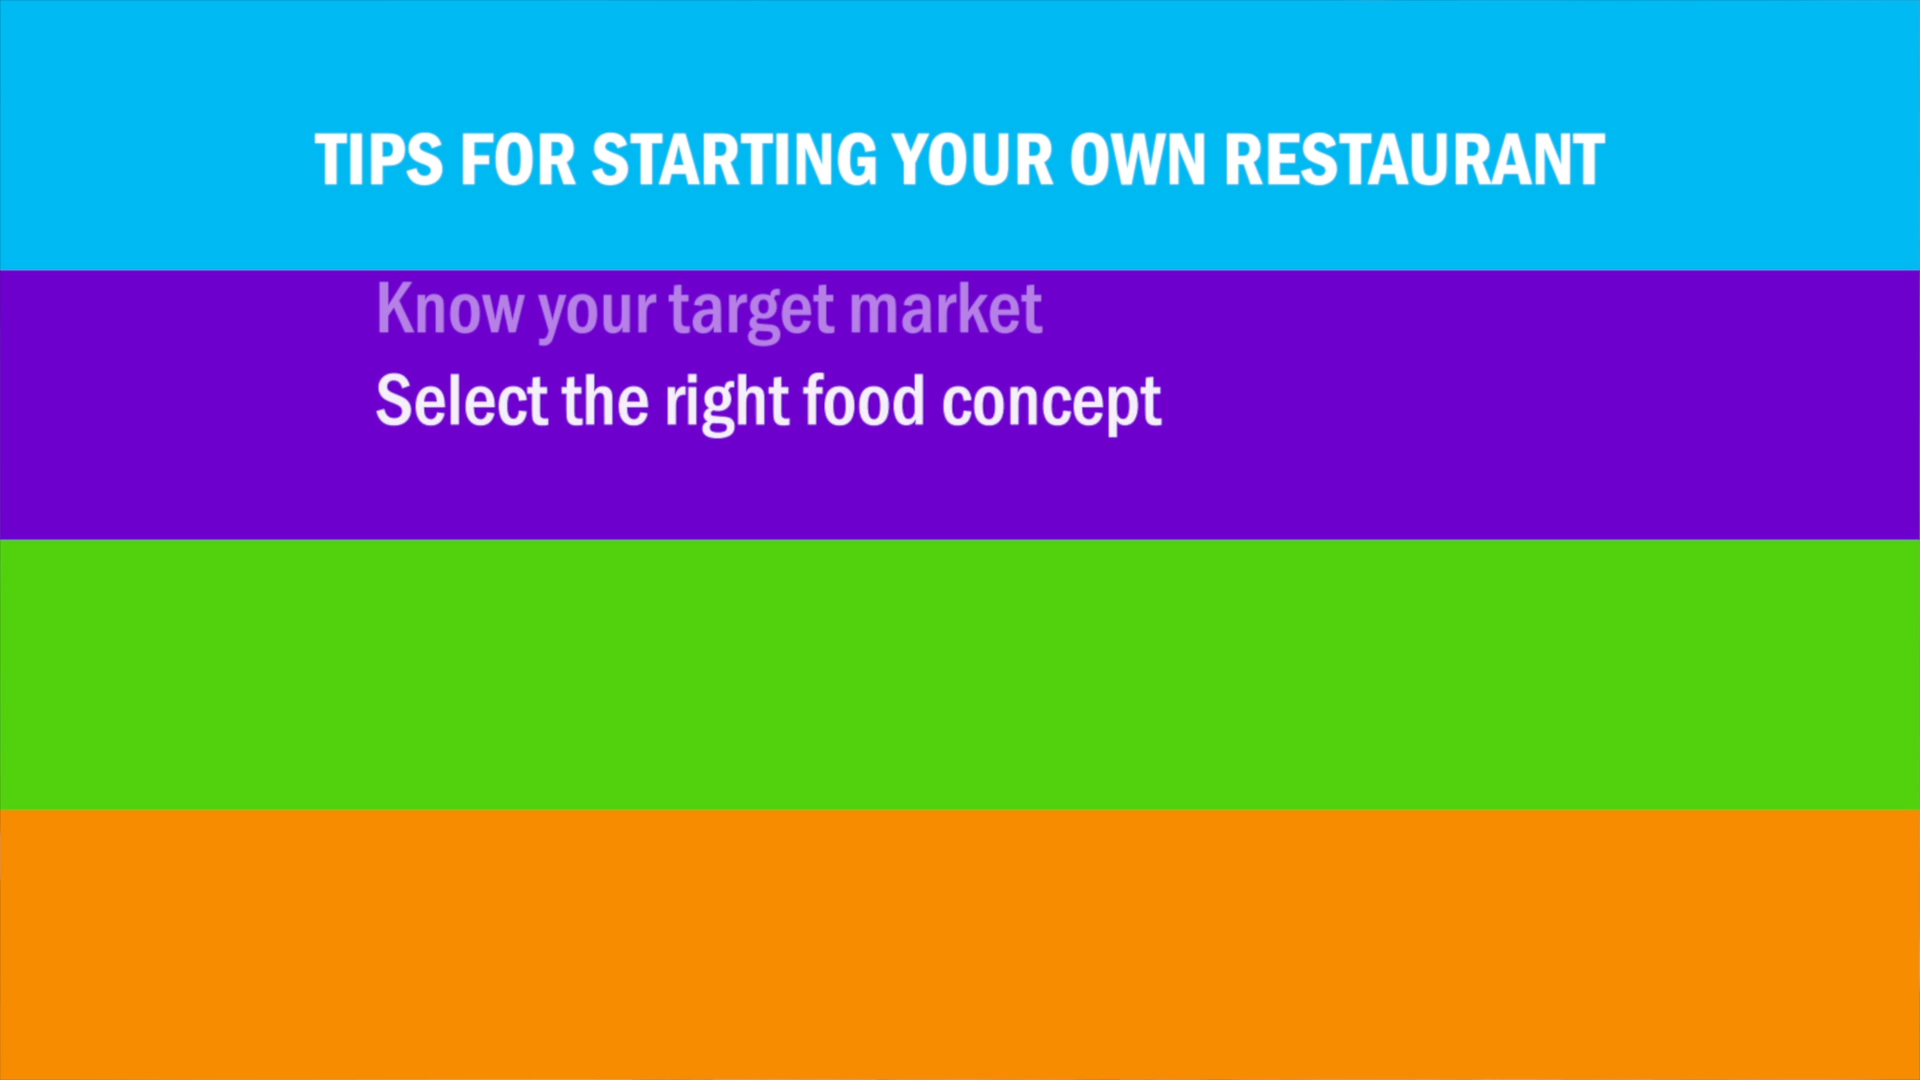 TIPS FOR STARTING YOUR OWN RESTAURANT
Know your target market
Select the right food concept